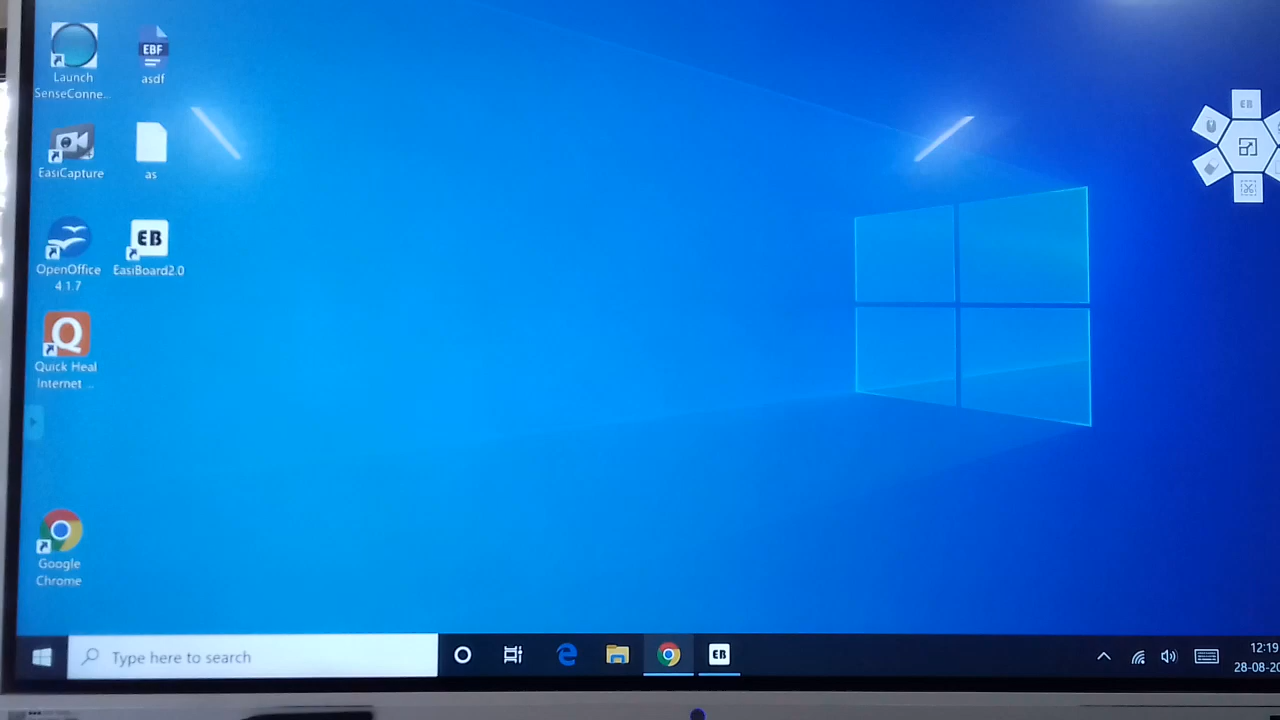 Launch
SenseConne...
EBF
asdf
EasiCapture
as
OpenOffice
4.1.7
EB
EasiBoard2.0
Quick Heal
Internet ...
Google
Chrome
EB
Type here to search
EB
12:19
28-08-20